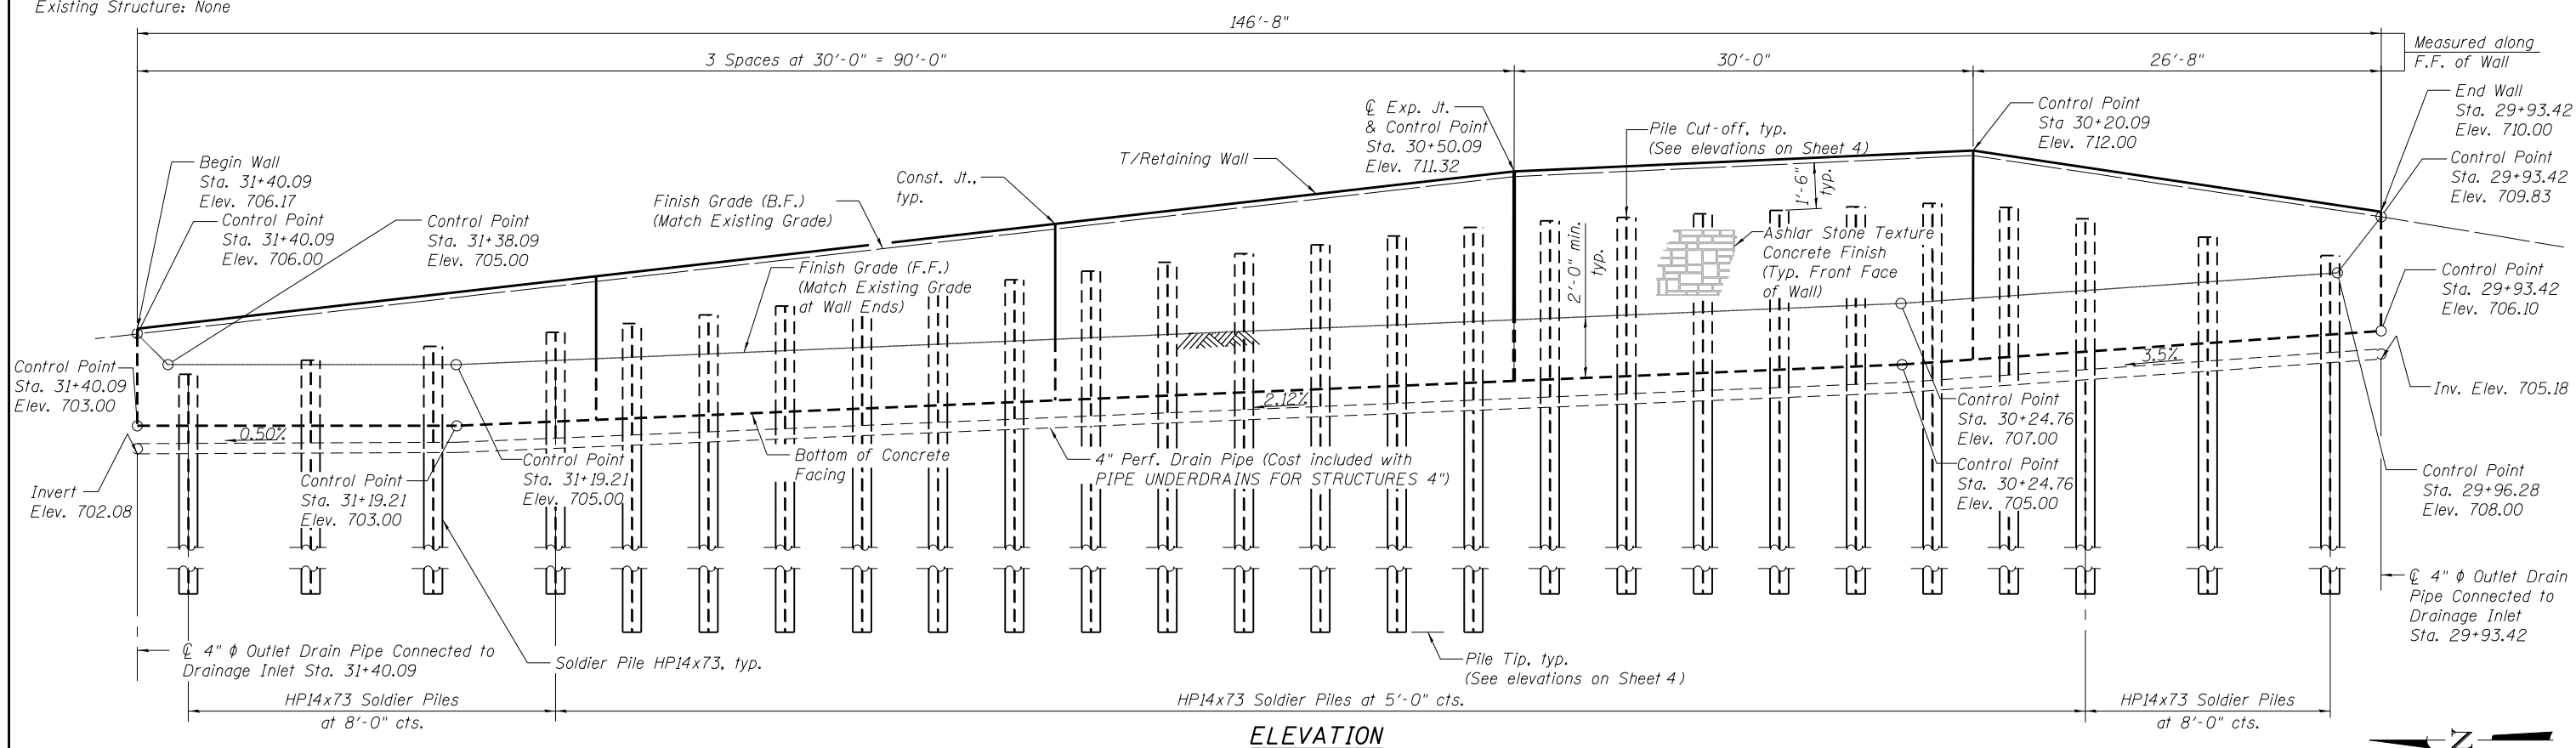 Existing Structure: None
146'-8"
3 Spaces at 30'-0" = 90'-0"
30'-0"
26'-8"
Measured along
F.F. of Wall
Begin Wall
Sta. 31+40.09
Elev. 706.17
Control Point
Sta. 31+40.09
Elev. 706.00
Control Point
Sta. 31+38.09
Elev. 705.00
Finish Grade (B.F.)
(Match Existing Grade)
Const. Jt.,
typ.
T/Retaining Wall
℄ Exp. Jt.
& Control Point
Sta. 30+50.09
Elev. 711.32
Pile Cut-off, typ.
(See elevations on Sheet 4)
1'-6"
typ.
Control Point
Sta 30+20.09
Elev. 712.00
End Wall
Sta. 29+93.42
Elev. 710.00
Control Point
Sta. 29+93.42
Elev. 709.83
Finish Grade (F.F.)
(Match Existing Grade
at Wall Ends)
2'-0" min.
typ.
Ashlar Stone Texture
Concrete Finish
(Typ. Front Face
of Wall)
Control Point
Sta. 29+93.42
Elev. 706.10
Control Point
Sta. 31+40.09
Elev. 703.00
0.50%
2.12%
3.5%
Inv. Elev. 705.18
Invert
Elev. 702.08
Control Point
Sta. 31+19.21
Elev. 703.00
Control Point
Sta. 31+19.21
Elev. 705.00
Bottom of Concrete
Facing
4" Perf. Drain Pipe (Cost included with
PIPE UNDERDRAINS FOR STRUCTURES 4")
Control Point
Sta. 30+24.76
Elev. 707.00
Control Point
Sta. 30+24.76
Elev. 705.00
Control Point
Sta. 29+96.28
Elev. 708.00
℄ 4" ϕ Outlet Drain Pipe Connected to
Drainage Inlet Sta. 31+40.09
Soldier Pile HP14x73, typ.
Pile Tip, typ.
(See elevations on Sheet 4)
℄ 4" ϕ Outlet Drain
Pipe Connected to
Drainage Inlet
Sta. 29+93.42
HP14x73 Soldier Piles
at 8'-0" cts.
HP14x73 Soldier Piles at 5'-0" cts.
HP14x73 Soldier Piles
at 8'-0" cts.
ELEVATION
N